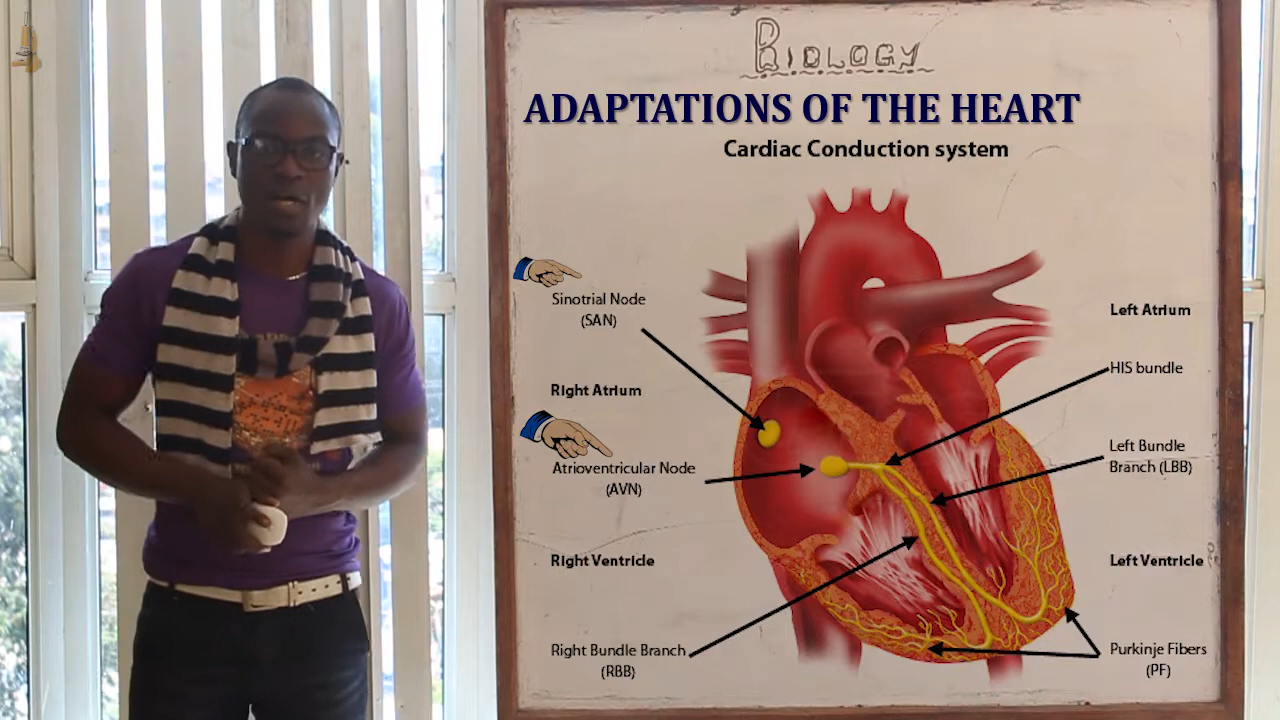 BIOLOGY
ADAPTATIONS OF THE HEART
Cardiac Conduction system
Sinotrial Node
(SAN)
Left Atrium
HIS bundle
Right Atrium
Left Bundle
Branch (LBB)
Atrioventricular Node
(AVN)
Right Ventricle
Left Ventricle
Right Bundle Branch
(RBB)
Purkinje Fibers
(PF)